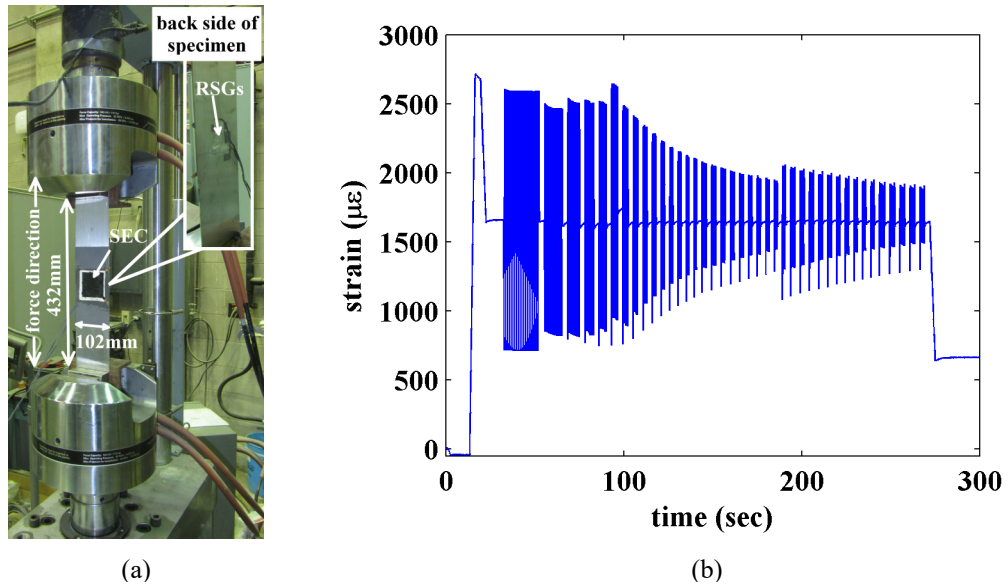 back side of
specimen
RSGs
SEC
force direction
432mm
102mm
(a)
3000
2500
2000
1500
1000
500
0
0
100
200
300
strain (με)
time (sec)
(b)